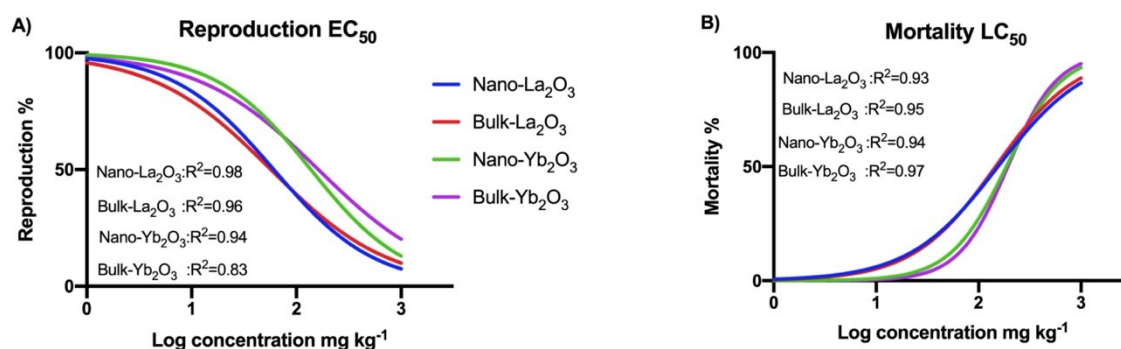 A)
Reproduction EC₅₀
100
50
0
Reproduction %
Nano-La₂O₃:R²=0.98
Bulk-La₂O₃ :R²=0.96
Nano-Yb₂O₃:R²=0.94
Bulk-Yb₂O₃ :R²=0.83
0 1 2 3
Log concentration mg kg⁻¹
Nano-La₂O₃
Bulk-La₂O₃
Nano-Yb₂O₃
Bulk-Yb₂O₃
B)
Mortality LC₅₀
100
50
0
Mortality %
Nano-La₂O₃ :R²=0.93
Bulk-La₂O₃ :R²=0.95
Nano-Yb₂O₃ :R²=0.94
Bulk-Yb₂O₃ :R²=0.97
0 1 2 3
Log concentration mg kg⁻¹